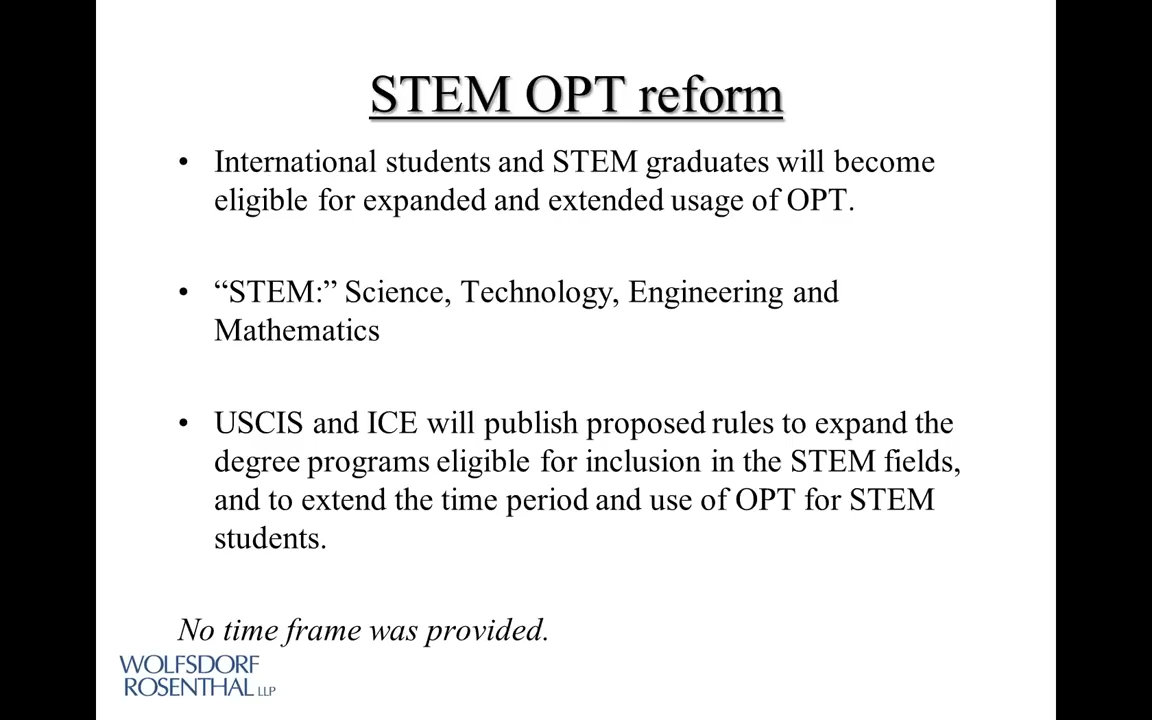 STEM OPT reform
• International students and STEM graduates will become
eligible for expanded and extended usage of OPT.
• “STEM:” Science, Technology, Engineering and
Mathematics
• USCIS and ICE will publish proposed rules to expand the
degree programs eligible for inclusion in the STEM fields,
and to extend the time period and use of OPT for STEM
students.
No time frame was provided.
WOLFSDORF
ROSENTHAL LLP